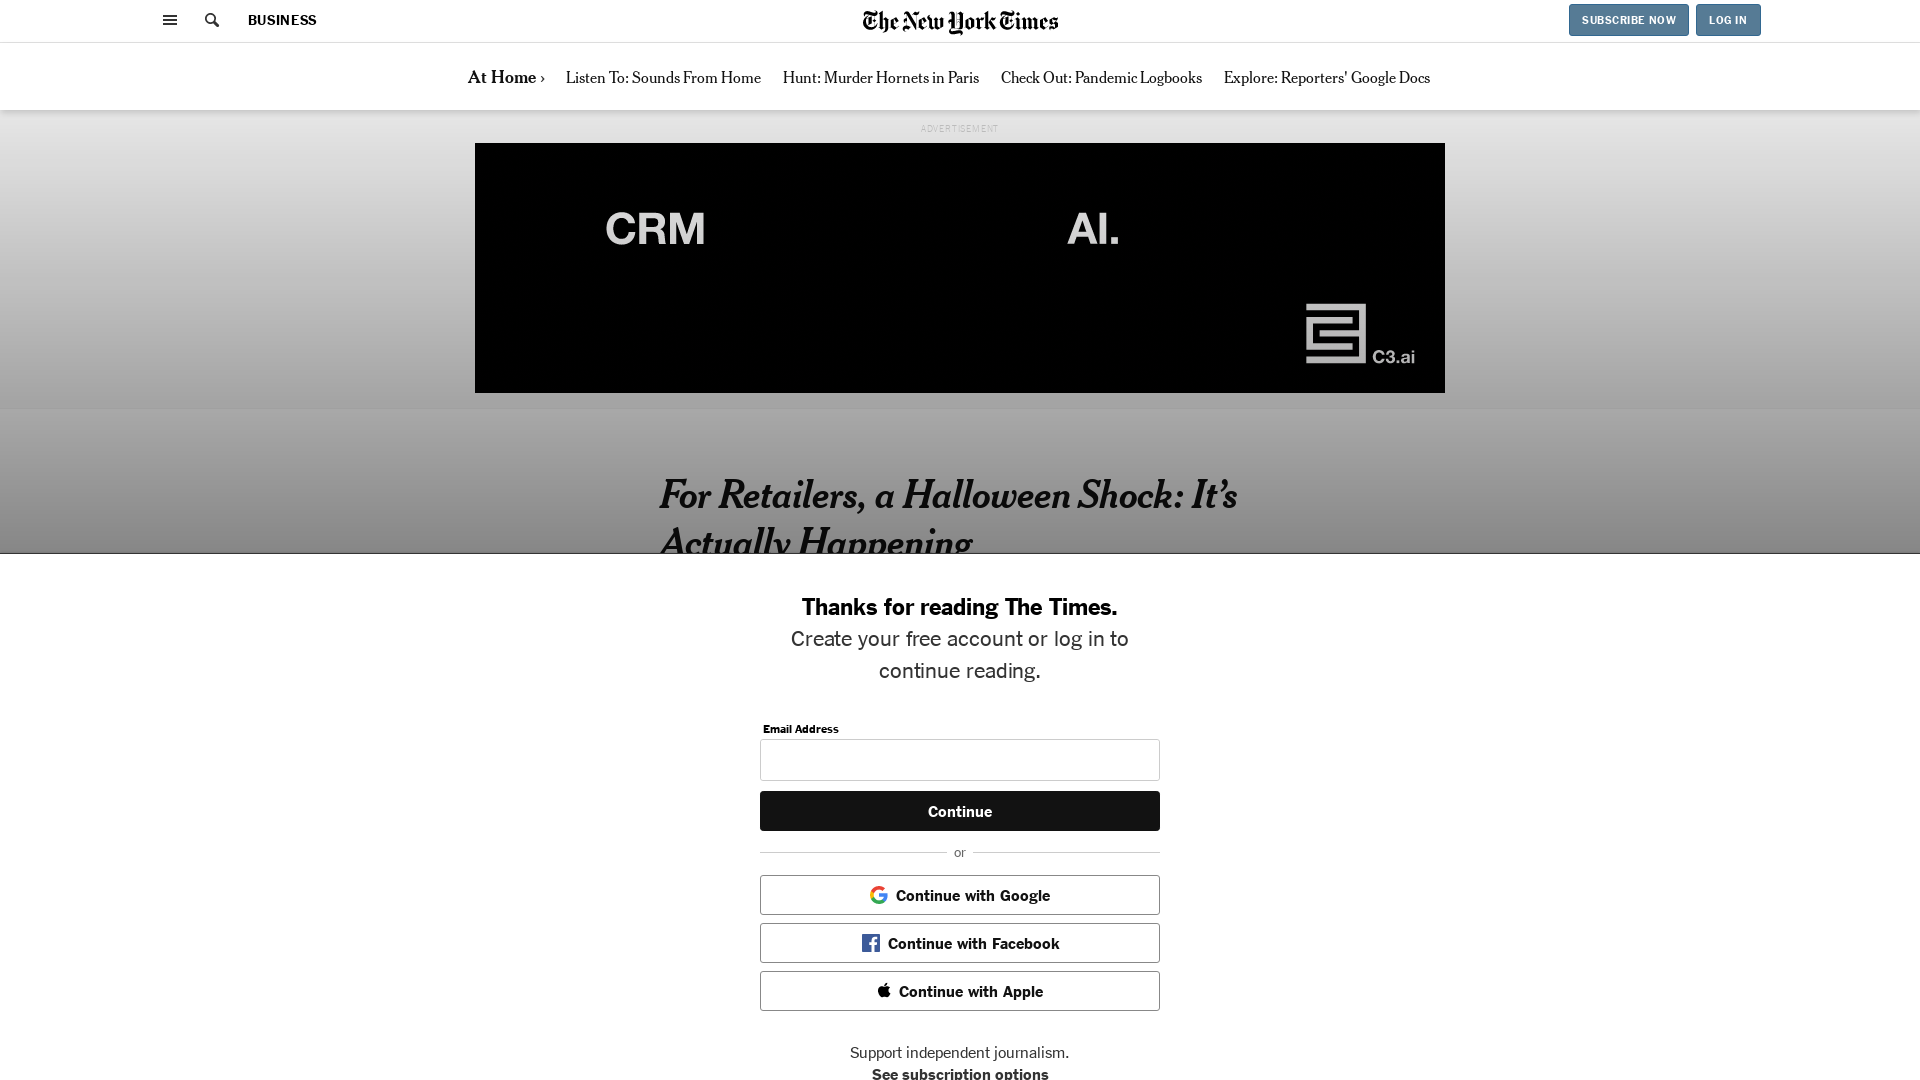 BUSINESS
The New York Times
SUBSCRIBE NOW
LOG IN
At Home ›
Listen To: Sounds From Home
Hunt: Murder Hornets in Paris
Check Out: Pandemic Logbooks
Explore: Reporters' Google Docs
ADVERTISEMENT
CRM
AI.
C3.ai
For Retailers, a Halloween Shock: It’s
Actually Happening
Thanks for reading The Times.
Create your free account or log in to
continue reading.
Email Address
Continue
or
Continue with Google
Continue with Facebook
Continue with Apple
Support independent journalism.
See subscription options